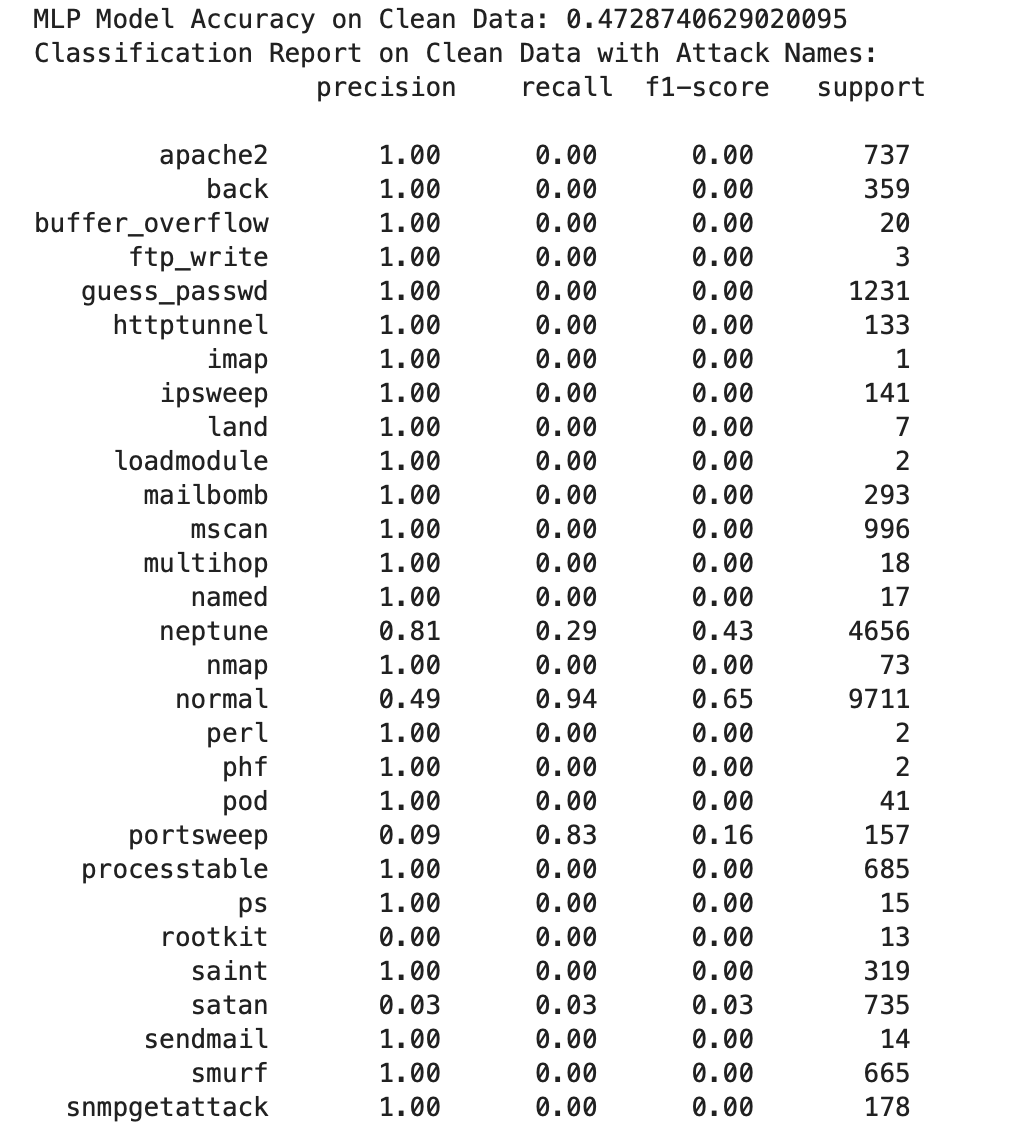 MLP Model Accuracy on Clean Data: 0.4728740629020095
Classification Report on Clean Data with Attack Names:
precision recall f1-score support
apache2 1.00 0.00 0.00 737
back 1.00 0.00 0.00 359
buffer_overflow 1.00 0.00 0.00 20
ftp_write 1.00 0.00 0.00 3
guess_passwd 1.00 0.00 0.00 1231
httptunnel 1.00 0.00 0.00 133
imap 1.00 0.00 0.00 1
ipsweep 1.00 0.00 0.00 141
land 1.00 0.00 0.00 7
loadmodule 1.00 0.00 0.00 2
mailbomb 1.00 0.00 0.00 293
mscan 1.00 0.00 0.00 996
multihop 1.00 0.00 0.00 18
named 1.00 0.00 0.00 17
neptune 0.81 0.29 0.43 4656
nmap 1.00 0.00 0.00 73
normal 0.49 0.94 0.65 9711
perl 1.00 0.00 0.00 2
phf 1.00 0.00 0.00 2
pod 1.00 0.00 0.00 41
portsweep 0.09 0.83 0.16 157
processtable 1.00 0.00 0.00 685
ps 1.00 0.00 0.00 15
rootkit 0.00 0.00 0.00 13
saint 1.00 0.00 0.00 319
satan 0.03 0.03 0.03 735
sendmail 1.00 0.00 0.00 14
smurf 1.00 0.00 0.00 665
snmpgetattack 1.00 0.00 0.00 178